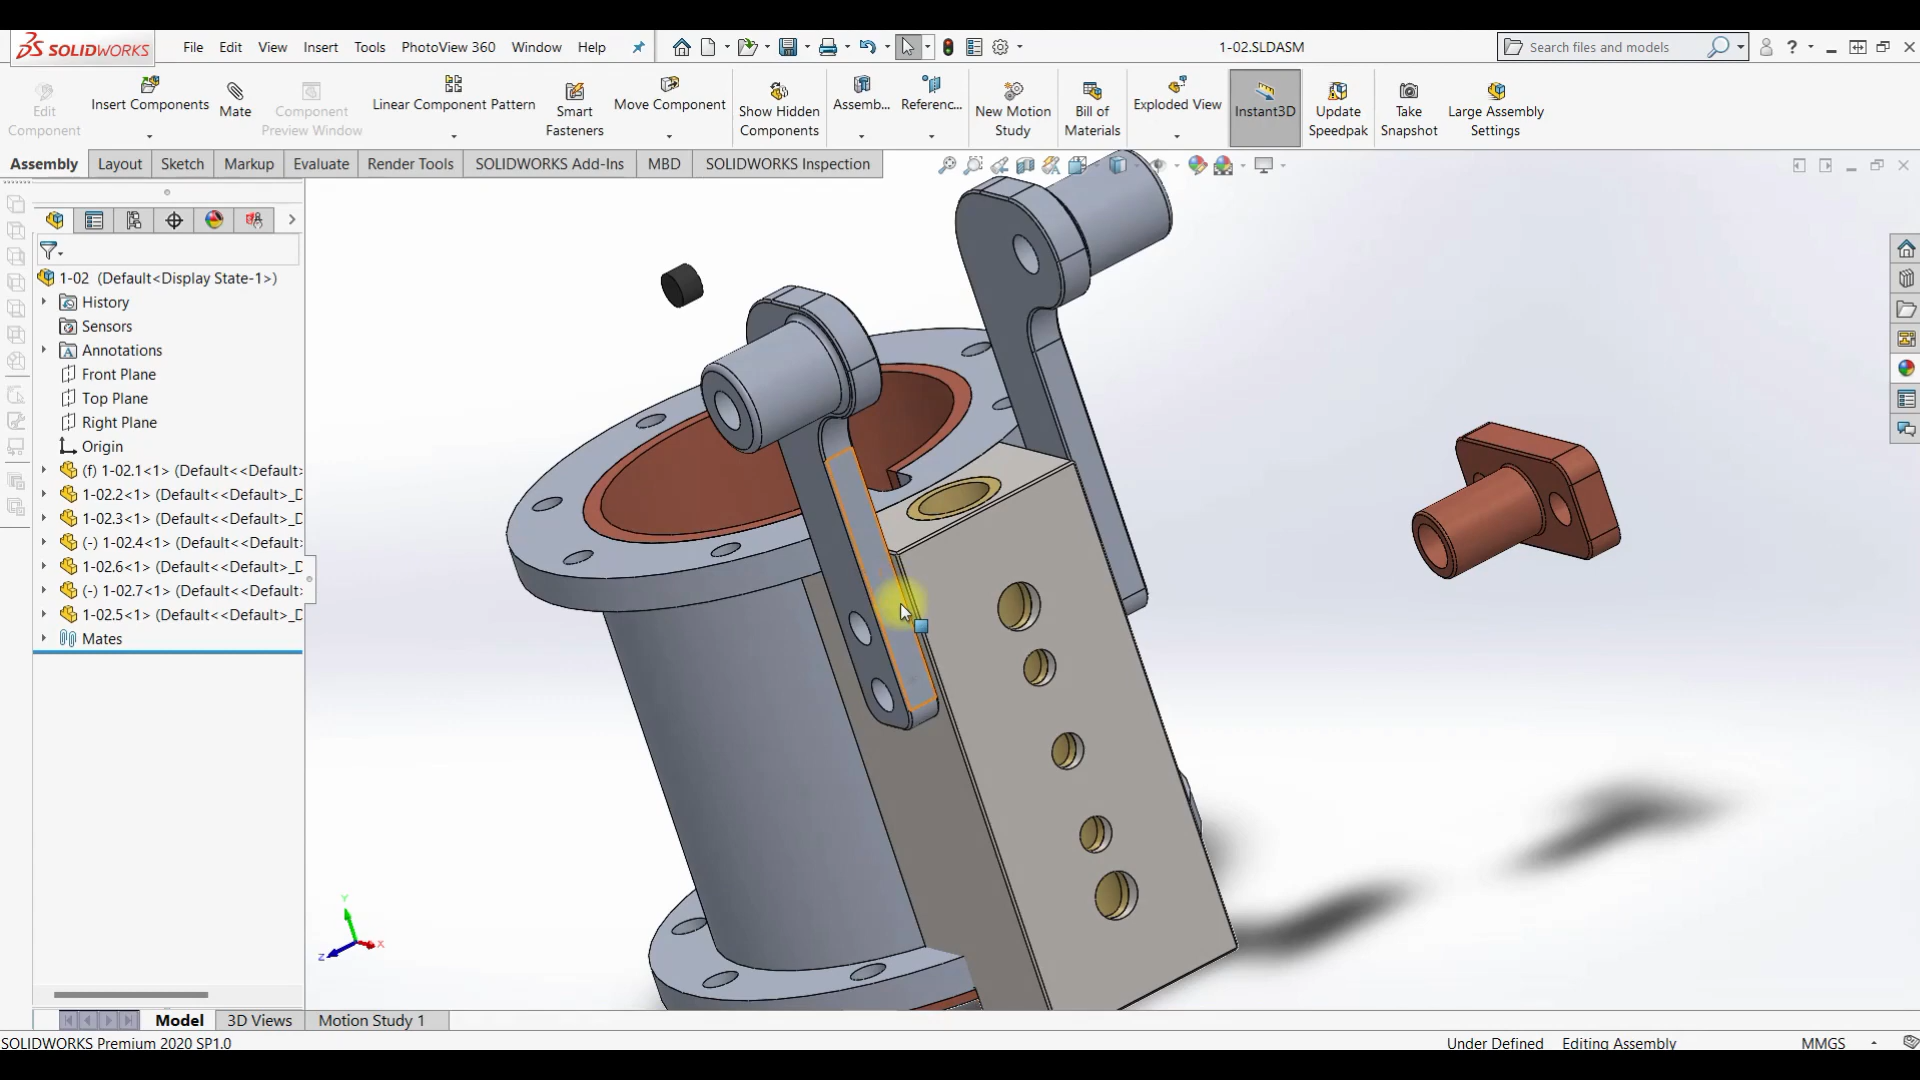 SOLIDWORKS
File Edit View Insert Tools PhotoView 360 Window Help
1-02.SLDASM
Search files and models
?
Edit Component
Insert Components
Mate
Component Preview Window
Linear Component Pattern
Smart Fasteners
Move Component
Show Hidden Components
Assemb...
Referenc...
New Motion Study
Bill of Materials
Exploded View
Instant3D
Update Speedpak
Take Snapshot
Large Assembly Settings
Assembly Layout Sketch Markup Evaluate Render Tools SOLIDWORKS Add-Ins MBD SOLIDWORKS Inspection
1-02 (Default<Display State-1>)
History
Sensors
Annotations
Front Plane
Top Plane
Right Plane
Origin
(f) 1-02.1<1> (Default<<Default>
1-02.2<1> (Default<<Default>_D
1-02.3<1> (Default<<Default>_D
(-) 1-02.4<1> (Default<<Default>
1-02.6<1> (Default<<Default>_D
(-) 1-02.7<1> (Default<<Default>
1-02.5<1> (Default<<Default>_D
Mates
Y
X
Z
Model 3D Views Motion Study 1
SOLIDWORKS Premium 2020 SP1.0
Under Defined Editing Assembly MMGS